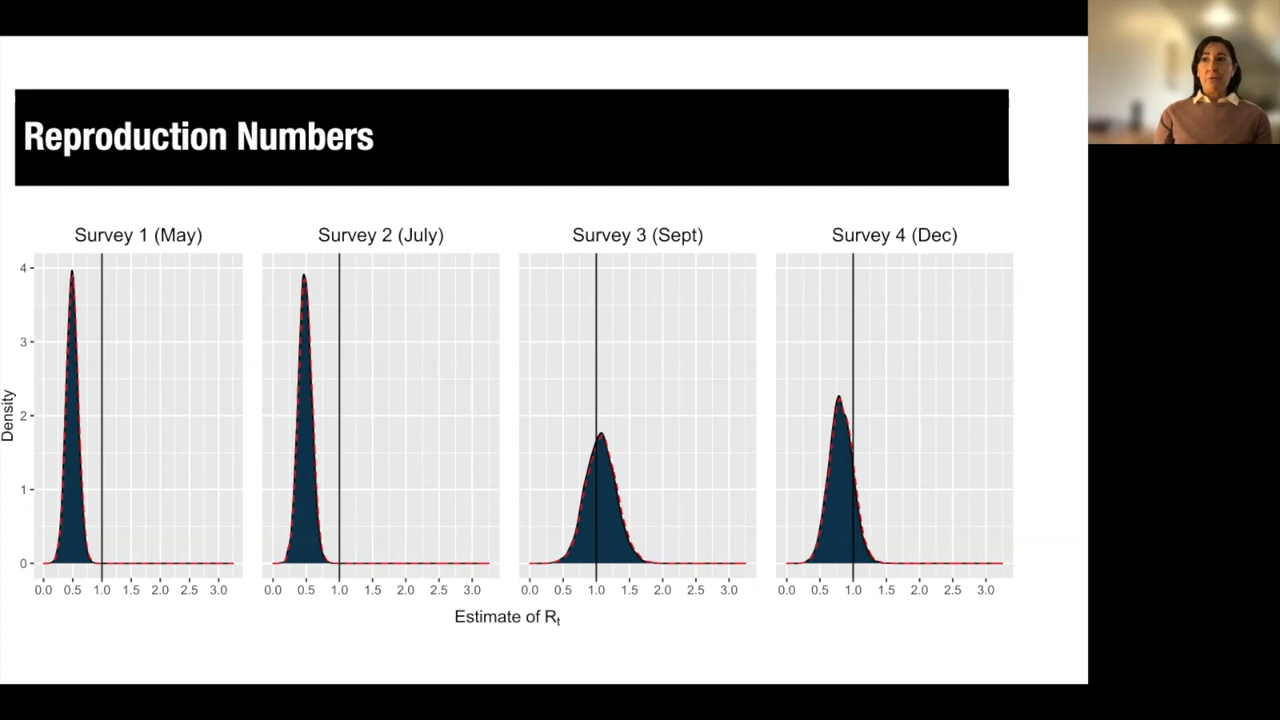 Reproduction Numbers
Survey 1 (May)
Survey 2 (July)
Survey 3 (Sept)
Survey 4 (Dec)
4
3
2
1
0
Density
0.0 0.5 1.0 1.5 2.0 2.5 3.0
0.0 0.5 1.0 1.5 2.0 2.5 3.0
0.0 0.5 1.0 1.5 2.0 2.5 3.0
0.0 0.5 1.0 1.5 2.0 2.5 3.0
Estimate of Rt